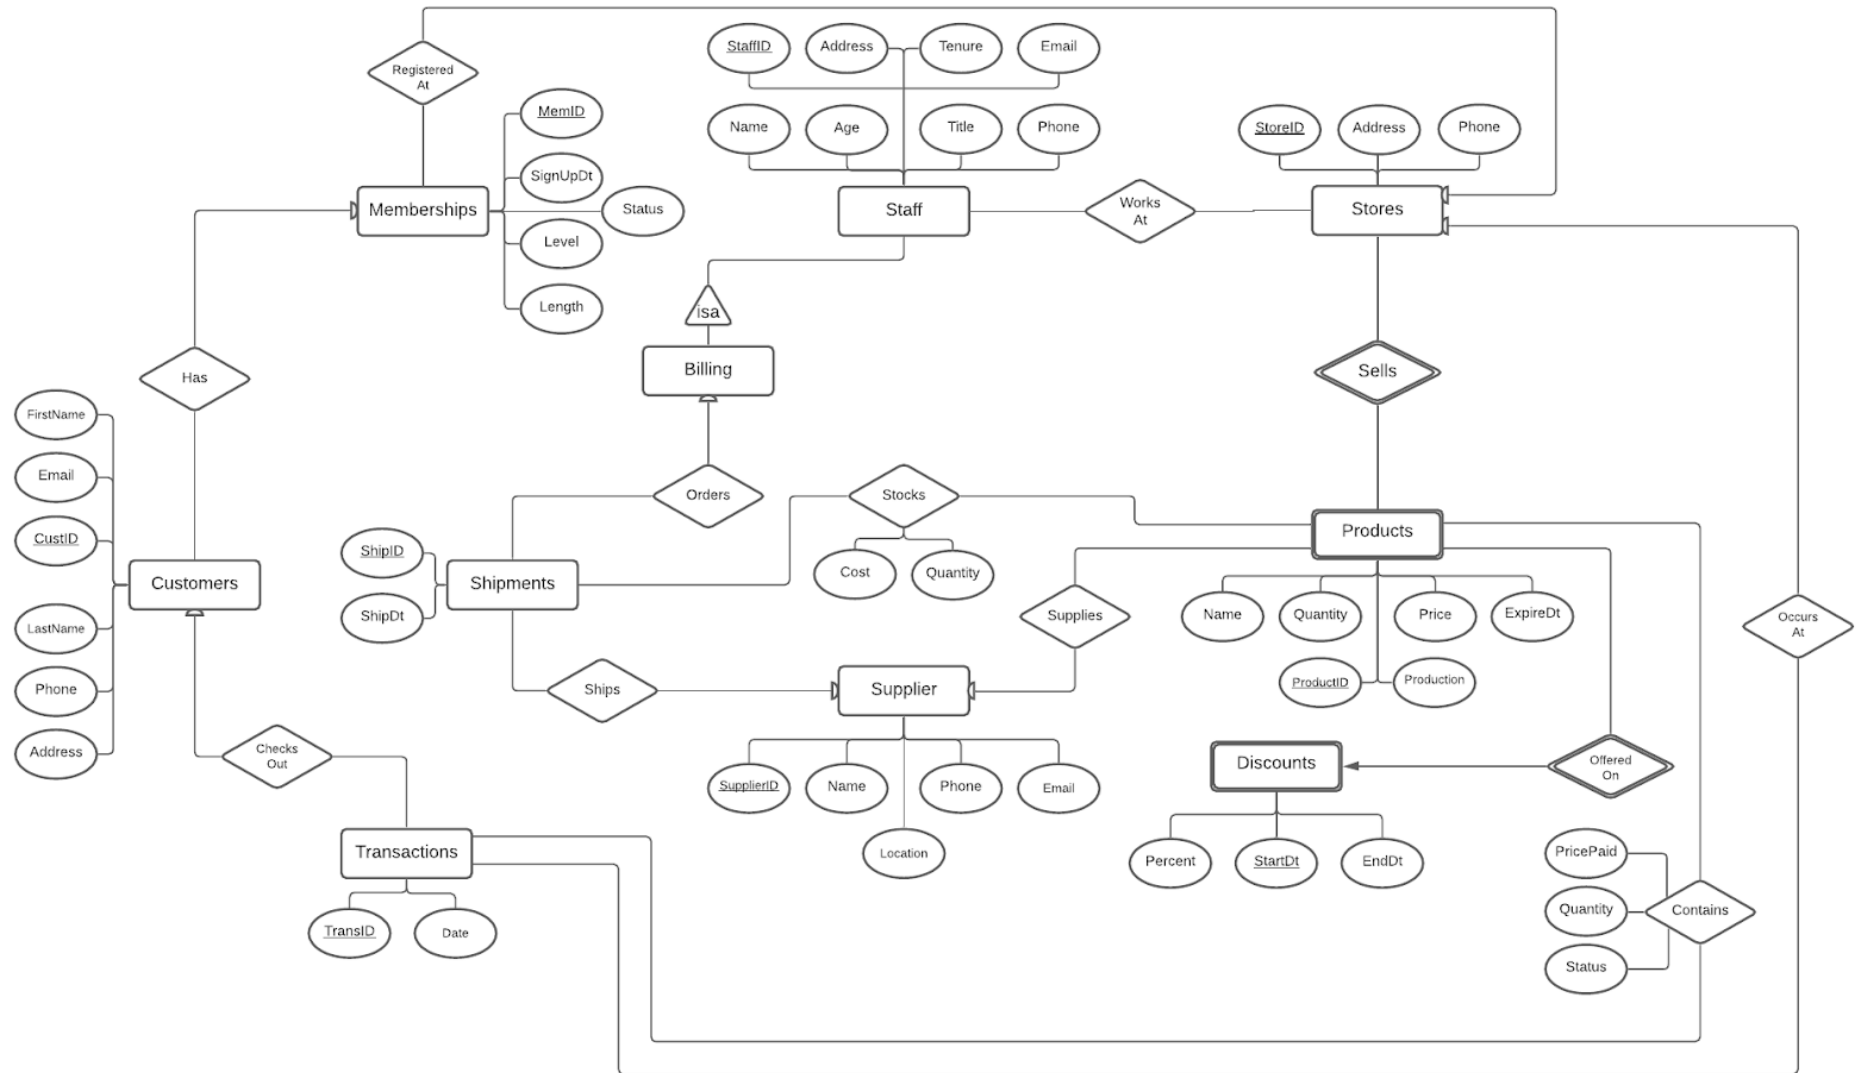 Registered
At
StaffID
Address
Tenure
Email
MemID
Name
Age
Title
Phone
StoreID
Address
Phone
SignUpDt
Status
Memberships
Staff
Works
At
Stores
Level
Length
isa
Billing
Sells
Has
FirstName
Email
CustID
Customers
LastName
Phone
Address
Orders
Stocks
Products
ShipID
ShipDt
Shipments
Cost
Quantity
Supplies
Name
Quantity
Price
ExpireDt
ProductID
Production
Occurs
At
Ships
Supplier
Checks
Out
SupplierID
Name
Phone
Email
Location
Discounts
Offered
On
Percent
StartDt
EndDt
Transactions
TransID
Date
PricePaid
Quantity
Status
Contains